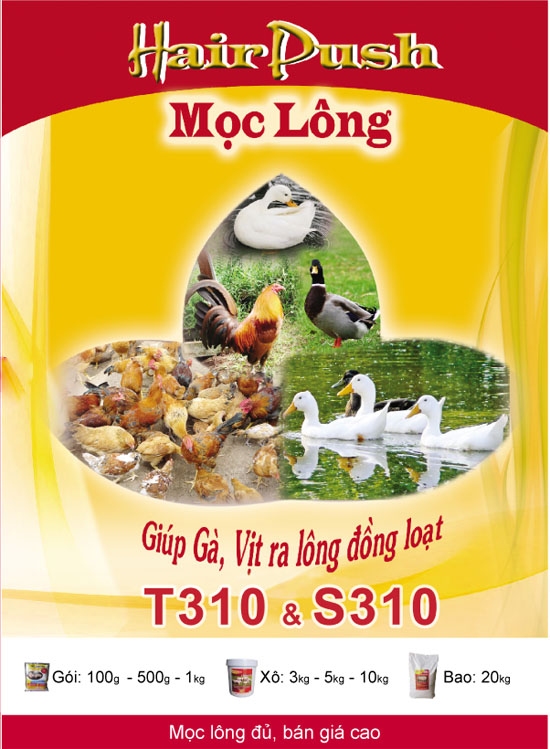 HairPush
Mọc Lông
Giúp Gà, Vịt ra lông đồng loạt
T310 & S310
Gói: 100g - 500g - 1kg Xô: 3kg - 5kg - 10kg Bao: 20kg
Mọc lông đủ, bán giá cao